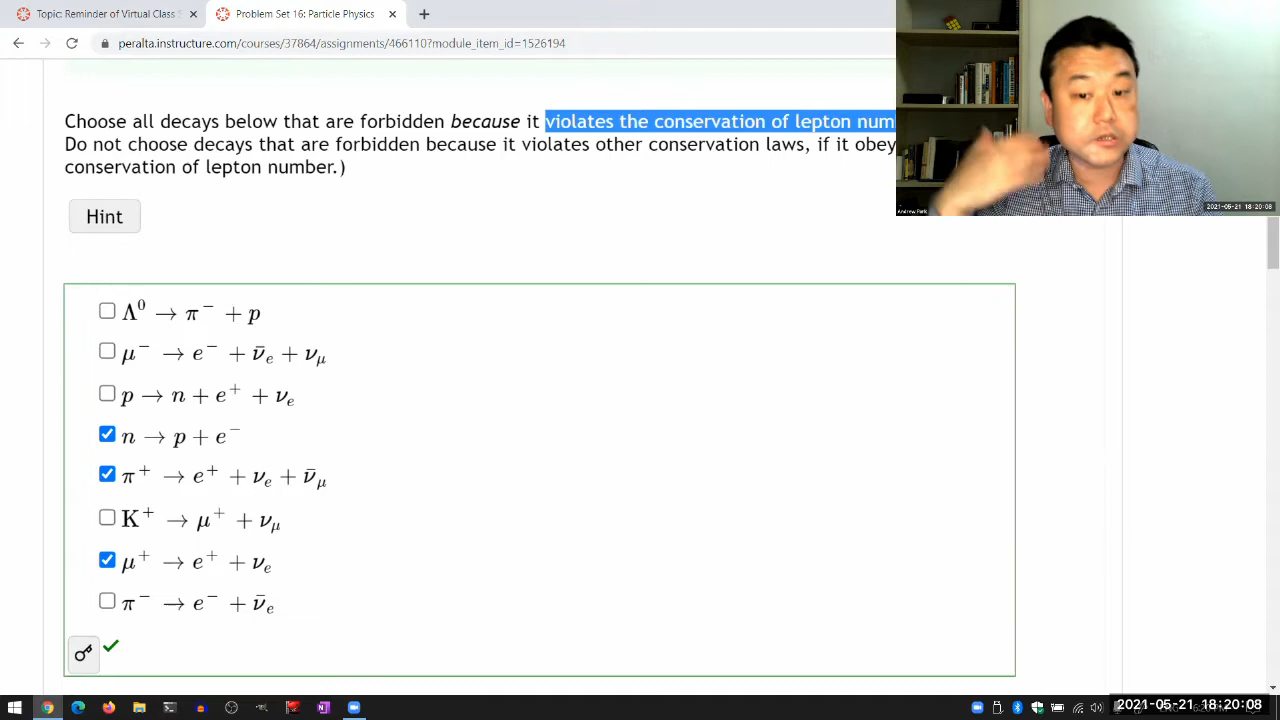 Topic: Reminder of Virtual Class
Problem Set 16: Particle Physics
peralta.instructure.com/courses/37804/assignments/466110?module_item_id=1526194
Choose all decays below that are forbidden because it violates the conservation of lepton num
Do not choose decays that are forbidden because it violates other conservation laws, if it obey
conservation of lepton number.)
Hint
Λ⁰ → π⁻ + p
μ⁻ → e⁻ + ν̄ₑ + ν_μ
p → n + e⁺ + νₑ
n → p + e⁻
π⁺ → e⁺ + νₑ + ν̄_μ
K⁺ → μ⁺ + ν_μ
μ⁺ → e⁺ + νₑ
π⁻ → e⁻ + ν̄ₑ
Andrew Park
2021-05-21 18:20:08
2021-05-21 18:20:08